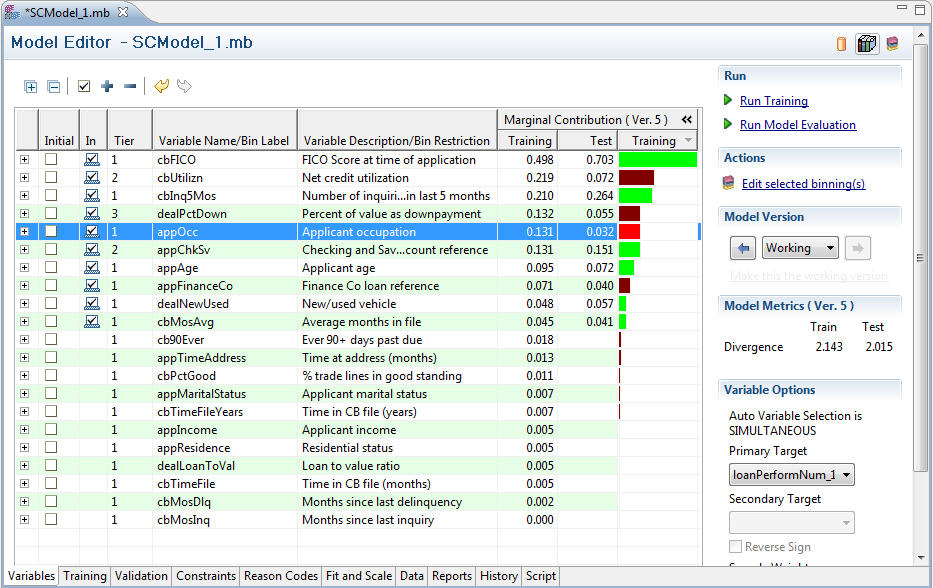 *SCModel_1.mb
Model Editor - SCModel_1.mb
Marginal Contribution ( Ver. 5 ) «
Initial In Tier Variable Name/Bin Label Variable Description/Bin Restriction Training Test Training
1 cbFICO FICO Score at time of application 0.498 0.703
2 cbUtilizn Net credit utilization 0.219 0.072
1 cbInq5Mos Number of inquiri...in last 5 months 0.210 0.264
3 dealPctDown Percent of value as downpayment 0.132 0.055
1 appOcc Applicant occupation 0.131 0.032
2 appChkSv Checking and Sav...count reference 0.131 0.151
1 appAge Applicant age 0.095 0.072
1 appFinanceCo Finance Co loan reference 0.071 0.040
1 dealNewUsed New/used vehicle 0.048 0.057
1 cbMosAvg Average months in file 0.045 0.041
1 cb90Ever Ever 90+ days past due 0.018
1 appTimeAddress Time at address (months) 0.013
1 cbPctGood % trade lines in good standing 0.011
1 appMaritalStatus Applicant marital status 0.007
1 cbTimeFileYears Time in CB file (years) 0.007
1 appIncome Applicant income 0.005
1 appResidence Residential status 0.005
1 dealLoanToVal Loan to value ratio 0.005
1 cbTimeFile Time in CB file (months) 0.005
1 cbMosDlq Months since last delinquency 0.002
1 cbMosInq Months since last inquiry 0.000
Run
Run Training
Run Model Evaluation
Actions
Edit selected binning(s)
Model Version
Working
Make this the working version
Model Metrics ( Ver. 5 )
Train Test
Divergence 2.143 2.015
Variable Options
Auto Variable Selection is
SIMULTANEOUS
Primary Target
loanPerformNum_1
Secondary Target
Reverse Sign
Variables Training Validation Constraints Reason Codes Fit and Scale Data Reports History Script